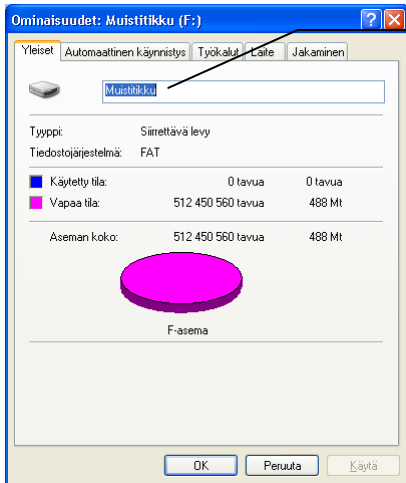 Ominaisuudet: Muistitikku (F:)
Yleiset Automaattinen käynnistys Työkalut Laite Jakaminen
Muistitikku
Tyyppi: Siirrettävä levy
Tiedostojärjestelmä: FAT
Käytetty tila: 0 tavua 0 tavua
Vapaa tila: 512 450 560 tavua 488 Mt
Aseman koko: 512 450 560 tavua 488 Mt
F-asema
OK Peruuta Käytä